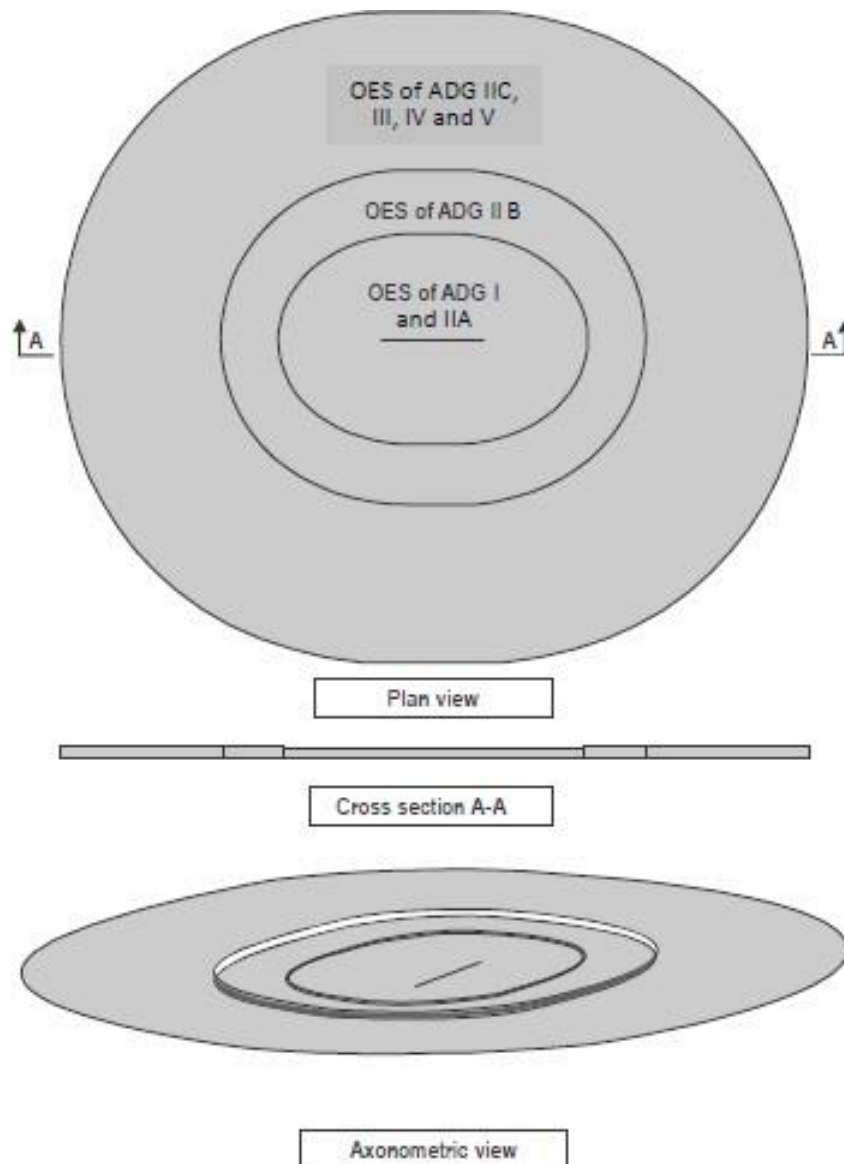 OES of ADG IIC,
III, IV and V
OES of ADG II B
OES of ADG I
and IIA
A
A
Plan view
Cross section A-A
Axonometric view